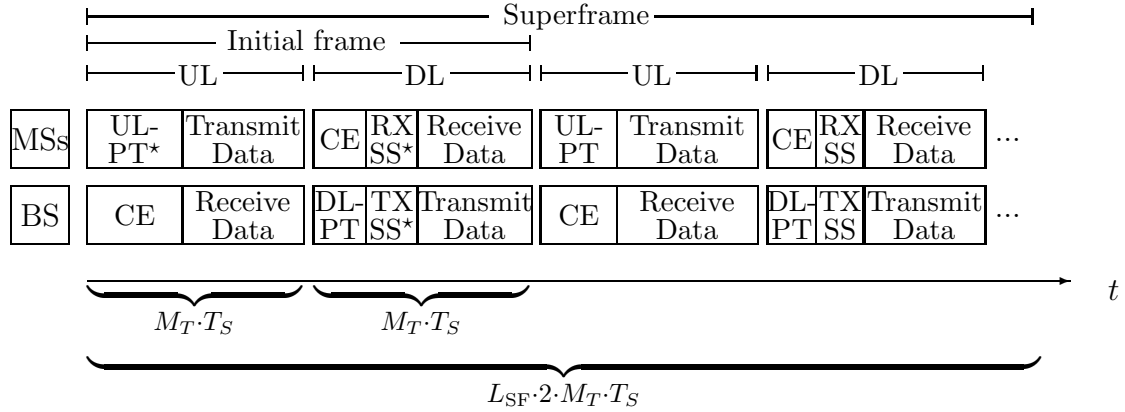 Superframe
Initial frame
UL DL UL DL
MSs UL- Transmit CE RX Receive UL- Transmit CE RX Receive ...
PT⋆ Data SS⋆ Data PT Data SS Data
BS CE Receive DL- TX Transmit CE Receive DL- TX Transmit ...
Data PT SS⋆ Data Data PT SS Data
t
M_T·T_S M_T·T_S
L_SF·2·M_T·T_S